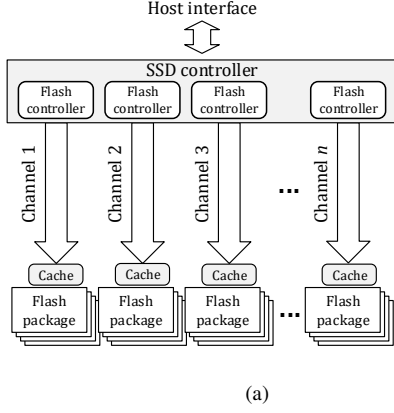 Host interface
SSD controller
Flash controller
Flash controller
Flash controller
Flash controller
Channel 1
Channel 2
Channel 3
...
Channel n
Cache
Cache
Cache
Cache
Flash package
Flash package
Flash package
...
Flash package
(a)